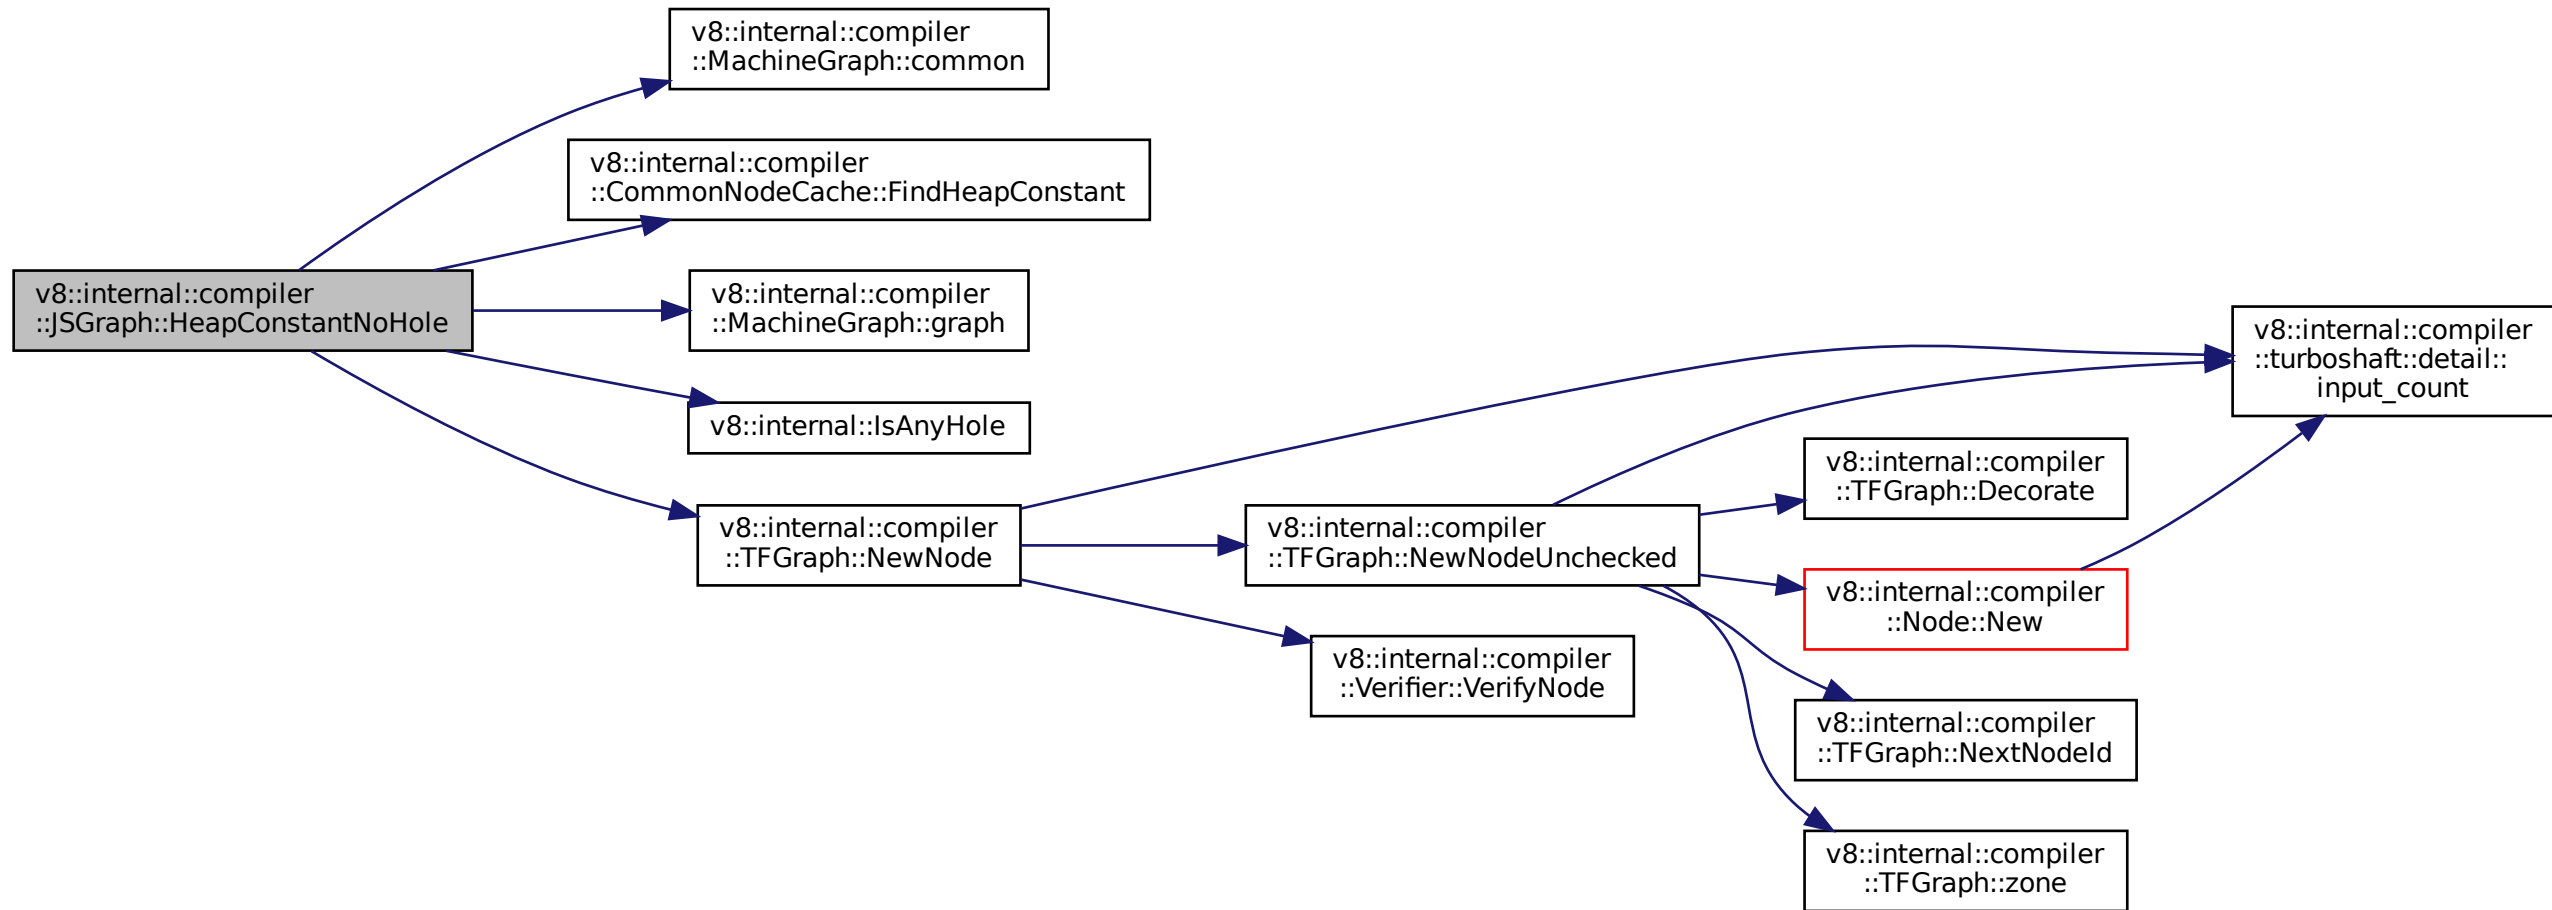 v8::internal::compiler
::MachineGraph::common
v8::internal::compiler
::CommonNodeCache::FindHeapConstant
v8::internal::compiler
::JSGraph::HeapConstantNoHole
v8::internal::compiler
::MachineGraph::graph
v8::internal::IsAnyHole
v8::internal::compiler
::TFGraph::NewNode
v8::internal::compiler
::TFGraph::NewNodeUnchecked
v8::internal::compiler
::Verifier::VerifyNode
v8::internal::compiler
::turboshaft::detail::
input_count
v8::internal::compiler
::TFGraph::Decorate
v8::internal::compiler
::Node::New
v8::internal::compiler
::TFGraph::NextNodeId
v8::internal::compiler
::TFGraph::zone